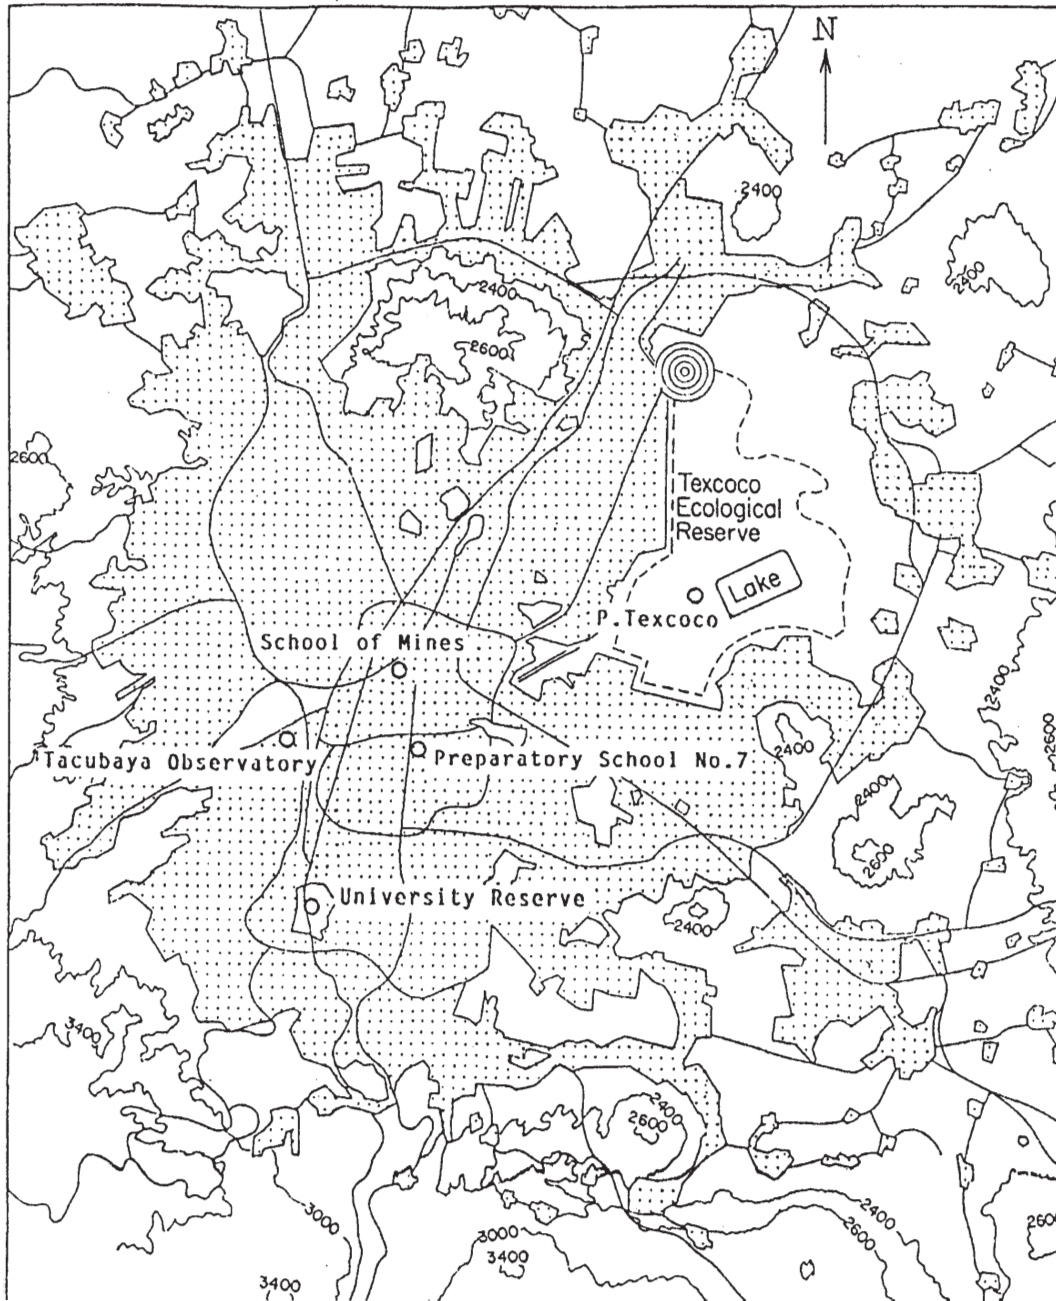 N
2400
2400
2400
2600
2600
Texcoco
Ecological
Reserve
Lake
P.Texcoco
School of Mines
2400
2600
Tacubaya Observatory
Preparatory School No.7
2400
2400
2600
University Reserve
2400
3400
2400
2600
3000
2400
2600
2600
3000
3400
3400